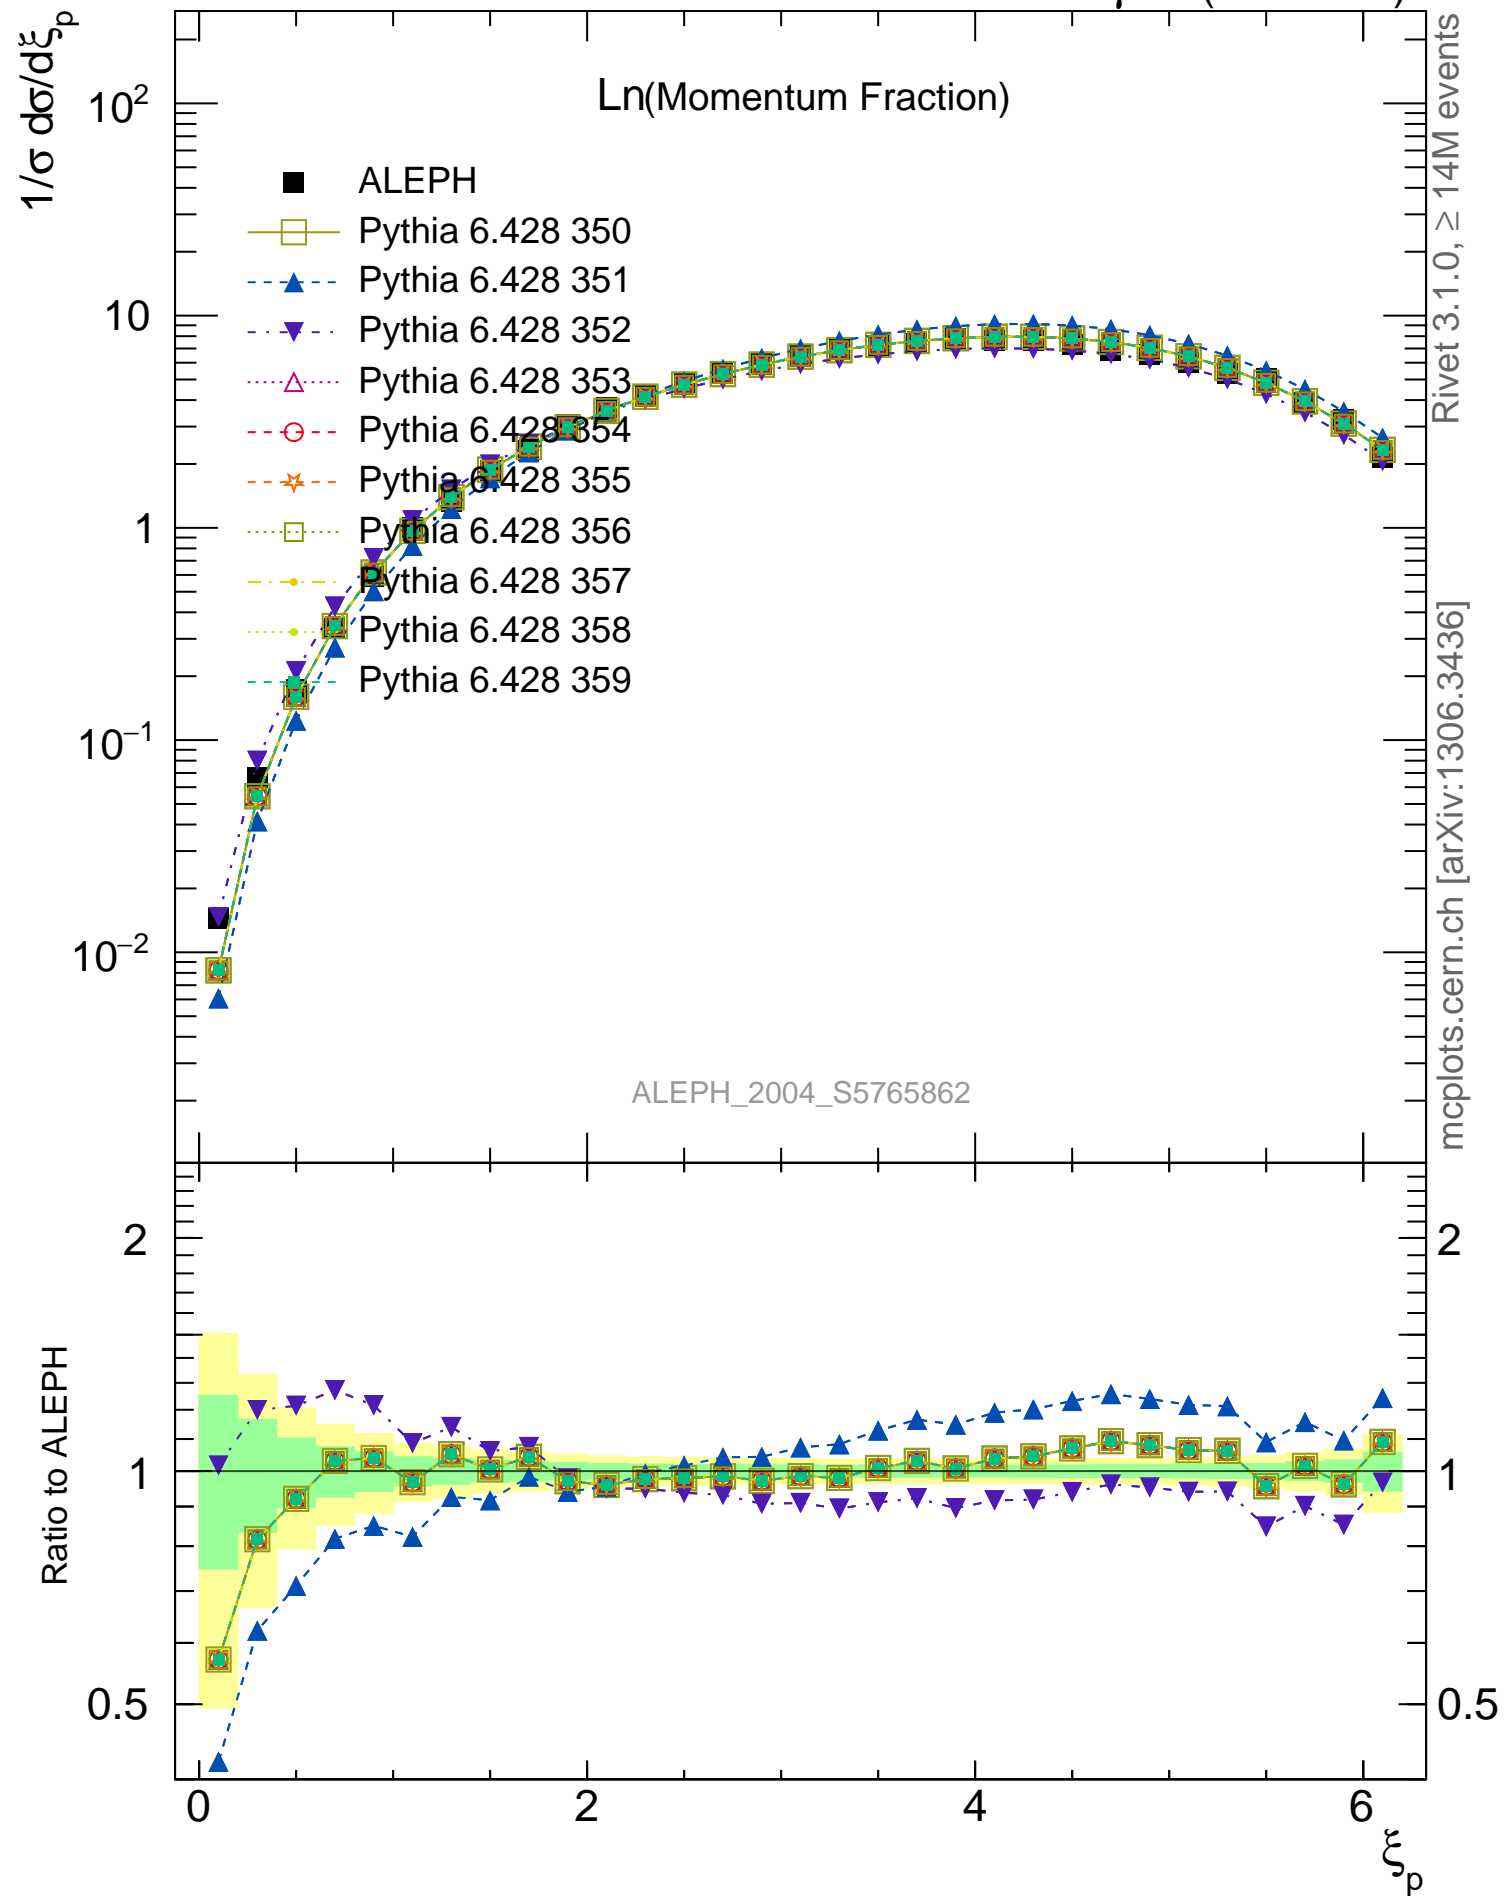 1/σ dσ/dξp
Ln(Momentum Fraction)
10²
10
1
10⁻¹
10⁻²
ALEPH
Pythia 6.428 350
Pythia 6.428 351
Pythia 6.428 352
Pythia 6.428 353
Pythia 6.428 354
Pythia 6.428 355
Pythia 6.428 356
Pythia 6.428 357
Pythia 6.428 358
Pythia 6.428 359
ALEPH_2004_S5765862
Rivet 3.1.0, ≥ 14M events
mcplots.cern.ch [arXiv:1306.3436]
Ratio to ALEPH
2
1
0.5
2
1
0.5
0 2 4 6
ξp